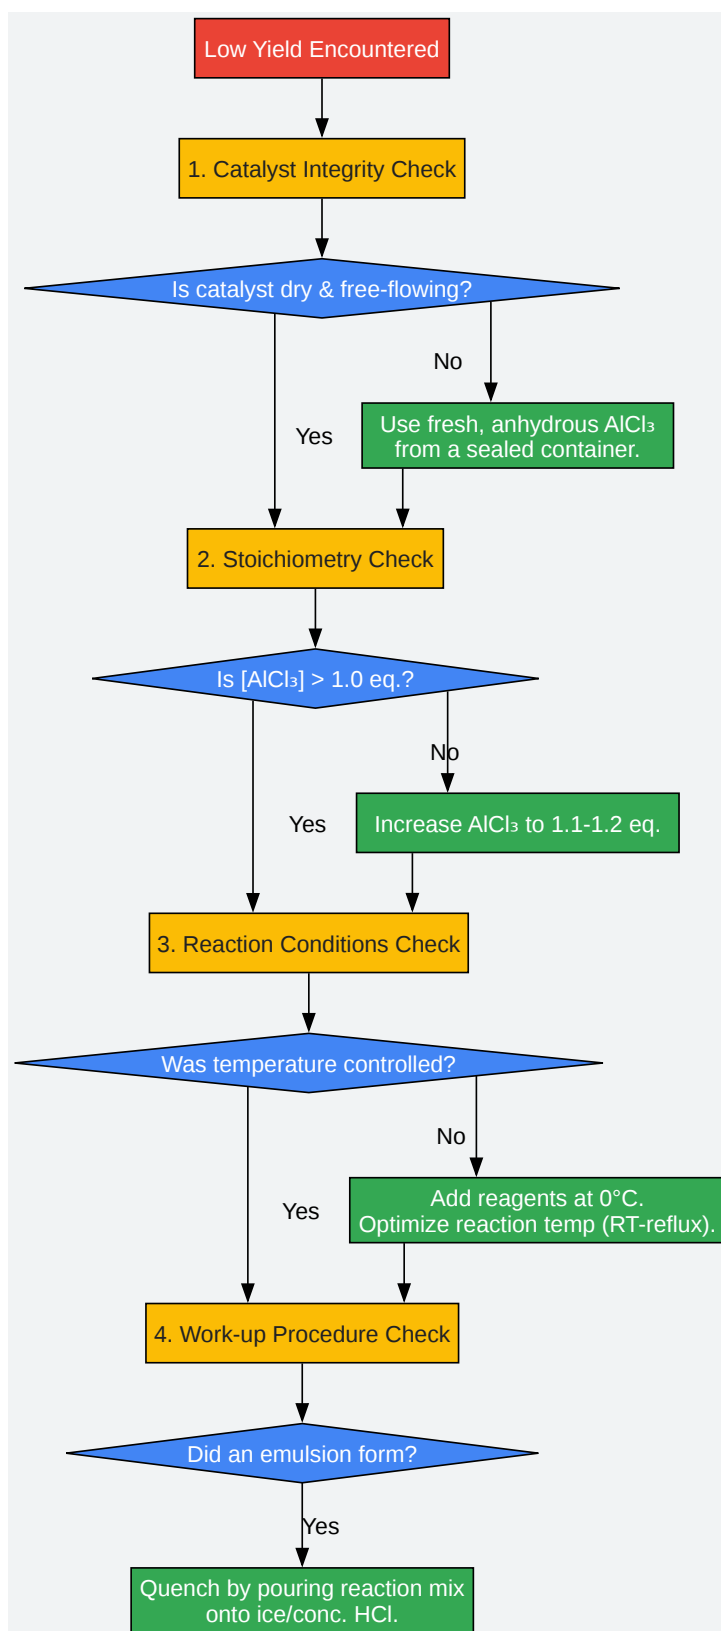 Low Yield Encountered
1. Catalyst Integrity Check
Is catalyst dry & free-flowing?
No
Use fresh, anhydrous AlCl₃
from a sealed container.
Yes
2. Stoichiometry Check
Is [AlCl₃] > 1.0 eq.?
No
Increase AlCl₃ to 1.1-1.2 eq.
Yes
3. Reaction Conditions Check
Was temperature controlled?
No
Add reagents at 0°C.
Optimize reaction temp (RT-reflux).
Yes
4. Work-up Procedure Check
Did an emulsion form?
Yes
Quench by pouring reaction mix
onto ice/conc. HCl.